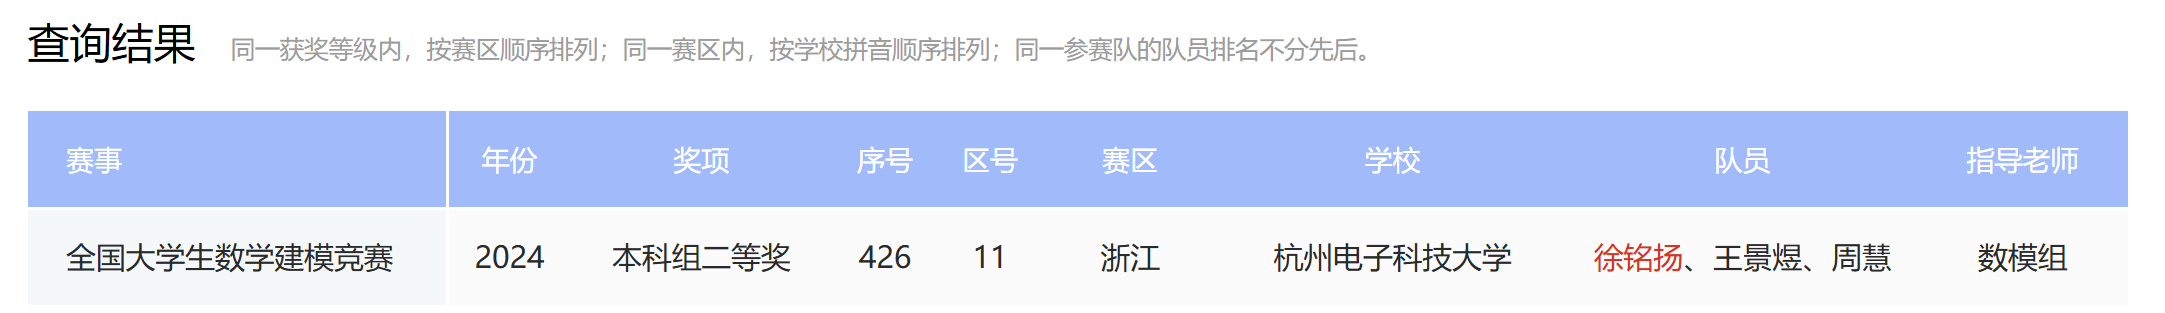 查询结果 同一获奖等级内，按赛区顺序排列；同一赛区内，按学校拼音顺序排列；同一参赛队的队员排名不分先后。
赛事 年份 奖项 序号 区号 赛区 学校 队员 指导老师
全国大学生数学建模竞赛 2024 本科组二等奖 426 11 浙江 杭州电子科技大学 徐铭扬、王景煜、周慧 数模组